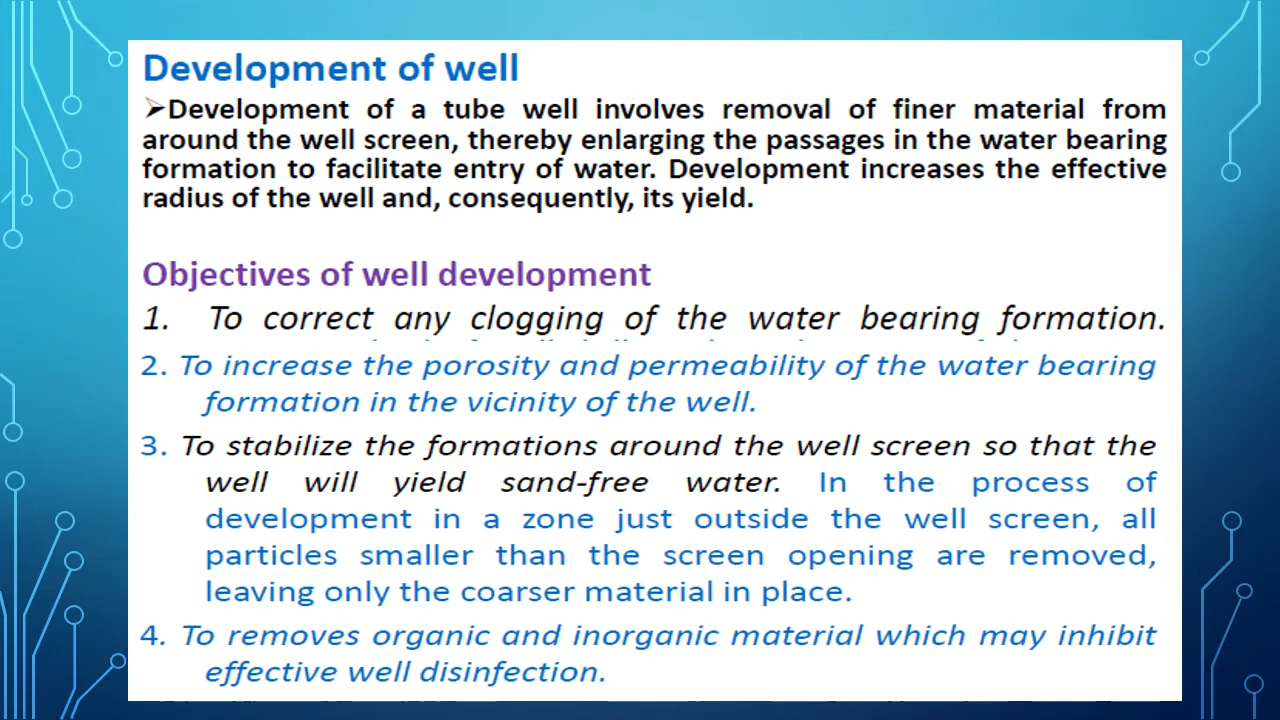 Development of well
➢Development of a tube well involves removal of finer material from
around the well screen, thereby enlarging the passages in the water bearing
formation to facilitate entry of water. Development increases the effective
radius of the well and, consequently, its yield.
Objectives of well development
1. To correct any clogging of the water bearing formation.
2. To increase the porosity and permeability of the water bearing
formation in the vicinity of the well.
3. To stabilize the formations around the well screen so that the
well will yield sand-free water. In the process of
development in a zone just outside the well screen, all
particles smaller than the screen opening are removed,
leaving only the coarser material in place.
4. To removes organic and inorganic material which may inhibit
effective well disinfection.